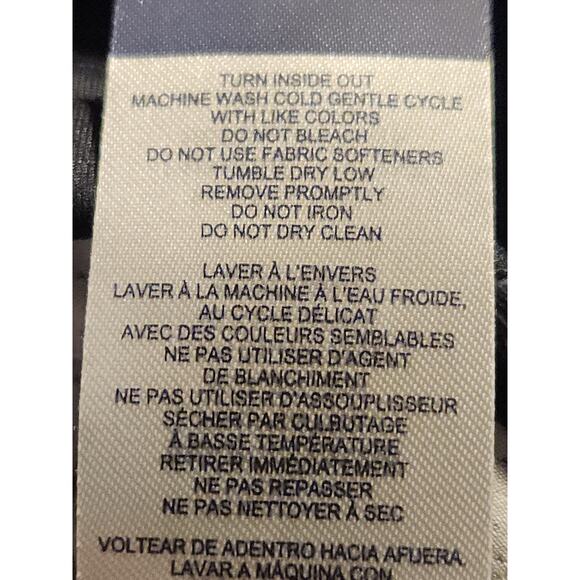 TURN INSIDE OUT
MACHINE WASH COLD GENTLE CYCLE
WITH LIKE COLORS
DO NOT BLEACH
DO NOT USE FABRIC SOFTENERS
TUMBLE DRY LOW
REMOVE PROMPTLY
DO NOT IRON
DO NOT DRY CLEAN
LAVER À L'ENVERS
LAVER À LA MACHINE À L'EAU FROIDE,
AU CYCLE DÉLICAT
AVEC DES COULEURS SEMBLABLES
NE PAS UTILISER D'AGENT
DE BLANCHIMENT
NE PAS UTILISER D'ASSOUPLISSEUR
SÉCHER PAR CULBUTAGE
À BASSE TEMPÉRATURE
RETIRER IMMÉDIATEMENT
NE PAS REPASSER
NE PAS NETTOYER À SEC
VOLTEAR DE ADENTRO HACIA AFUERA
LAVAR A MÁQUINA CON